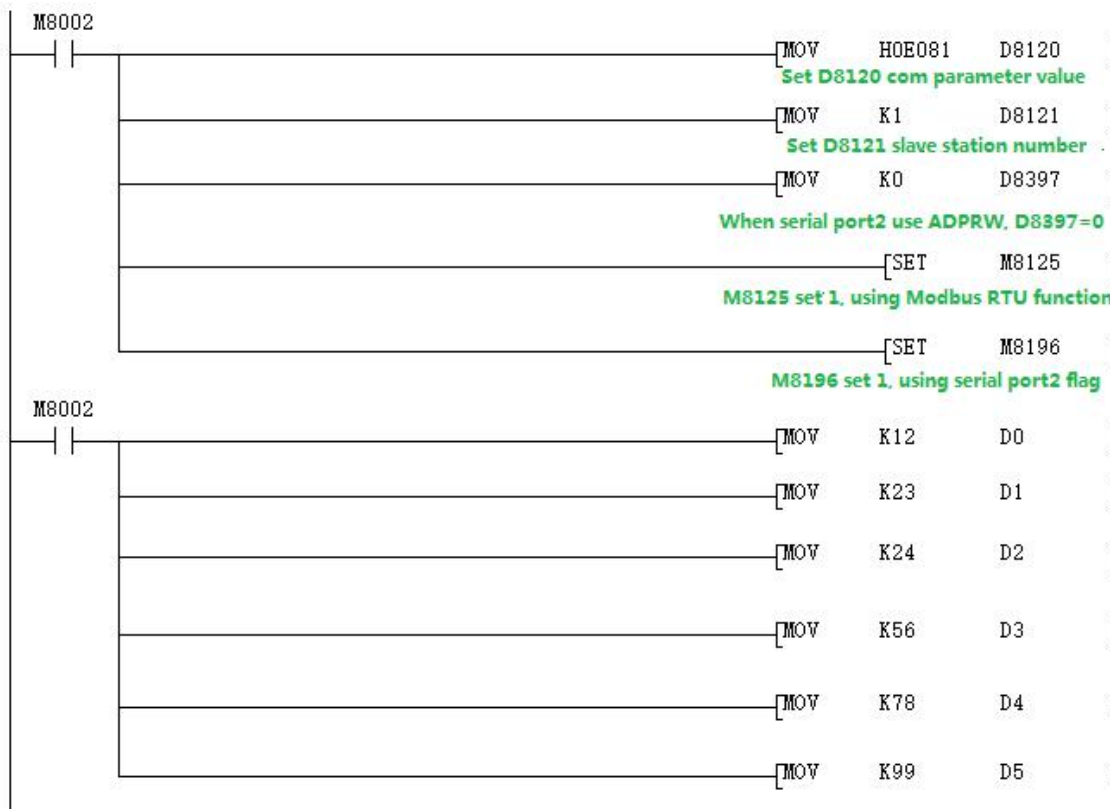 M8002
[MOV H0E081 D8120
Set D8120 com parameter value
[MOV K1 D8121
Set D8121 slave station number
[MOV K0 D8397
When serial port2 use ADPRW, D8397=0
[SET M8125
M8125 set 1, using Modbus RTU function
[SET M8196
M8196 set 1, using serial port2 flag
M8002
[MOV K12 D0
[MOV K23 D1
[MOV K24 D2
[MOV K56 D3
[MOV K78 D4
[MOV K99 D5